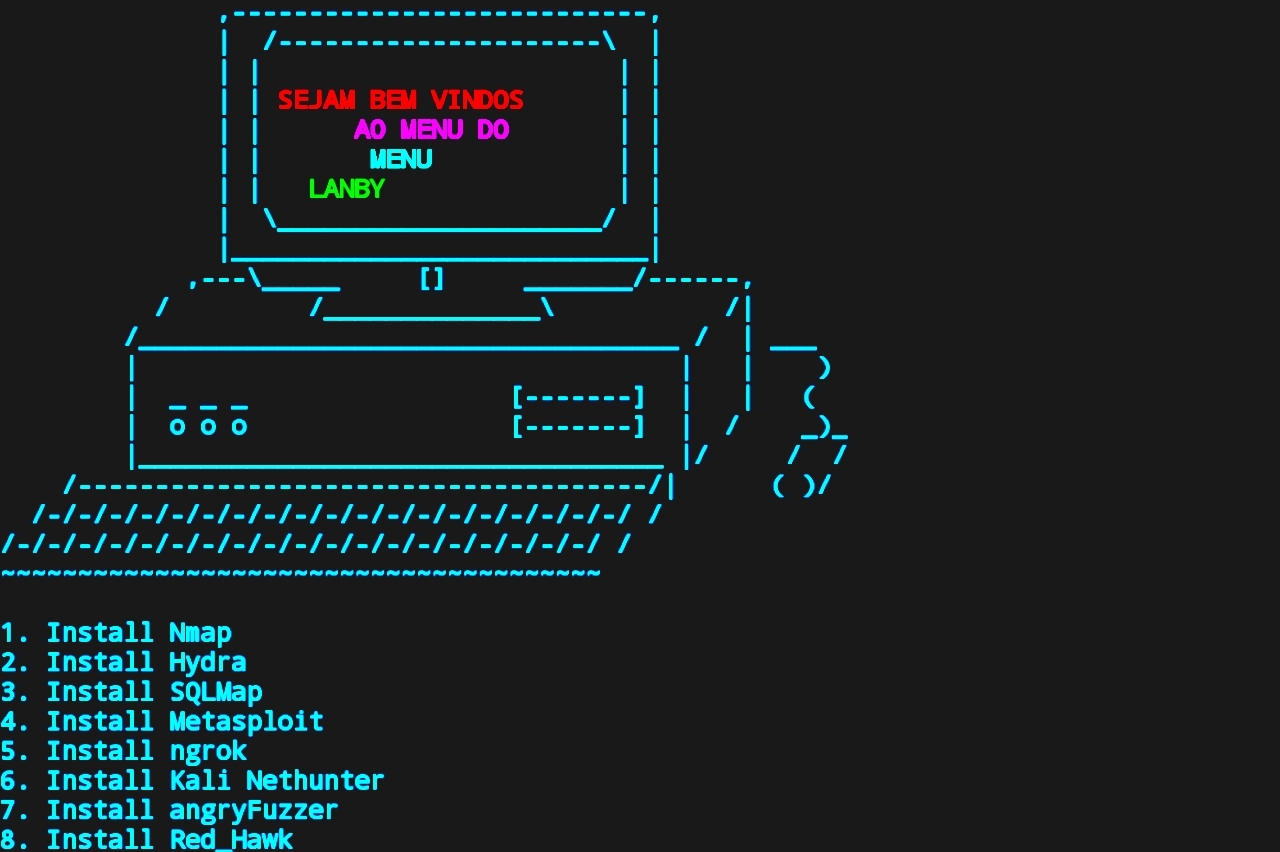 SEJAM BEM VINDOS
AO MENU DO
MENU
LANBY
1. Install Nmap
2. Install Hydra
3. Install SQLMap
4. Install Metasploit
5. Install ngrok
6. Install Kali Nethunter
7. Install angryFuzzer
8. Install Red_Hawk